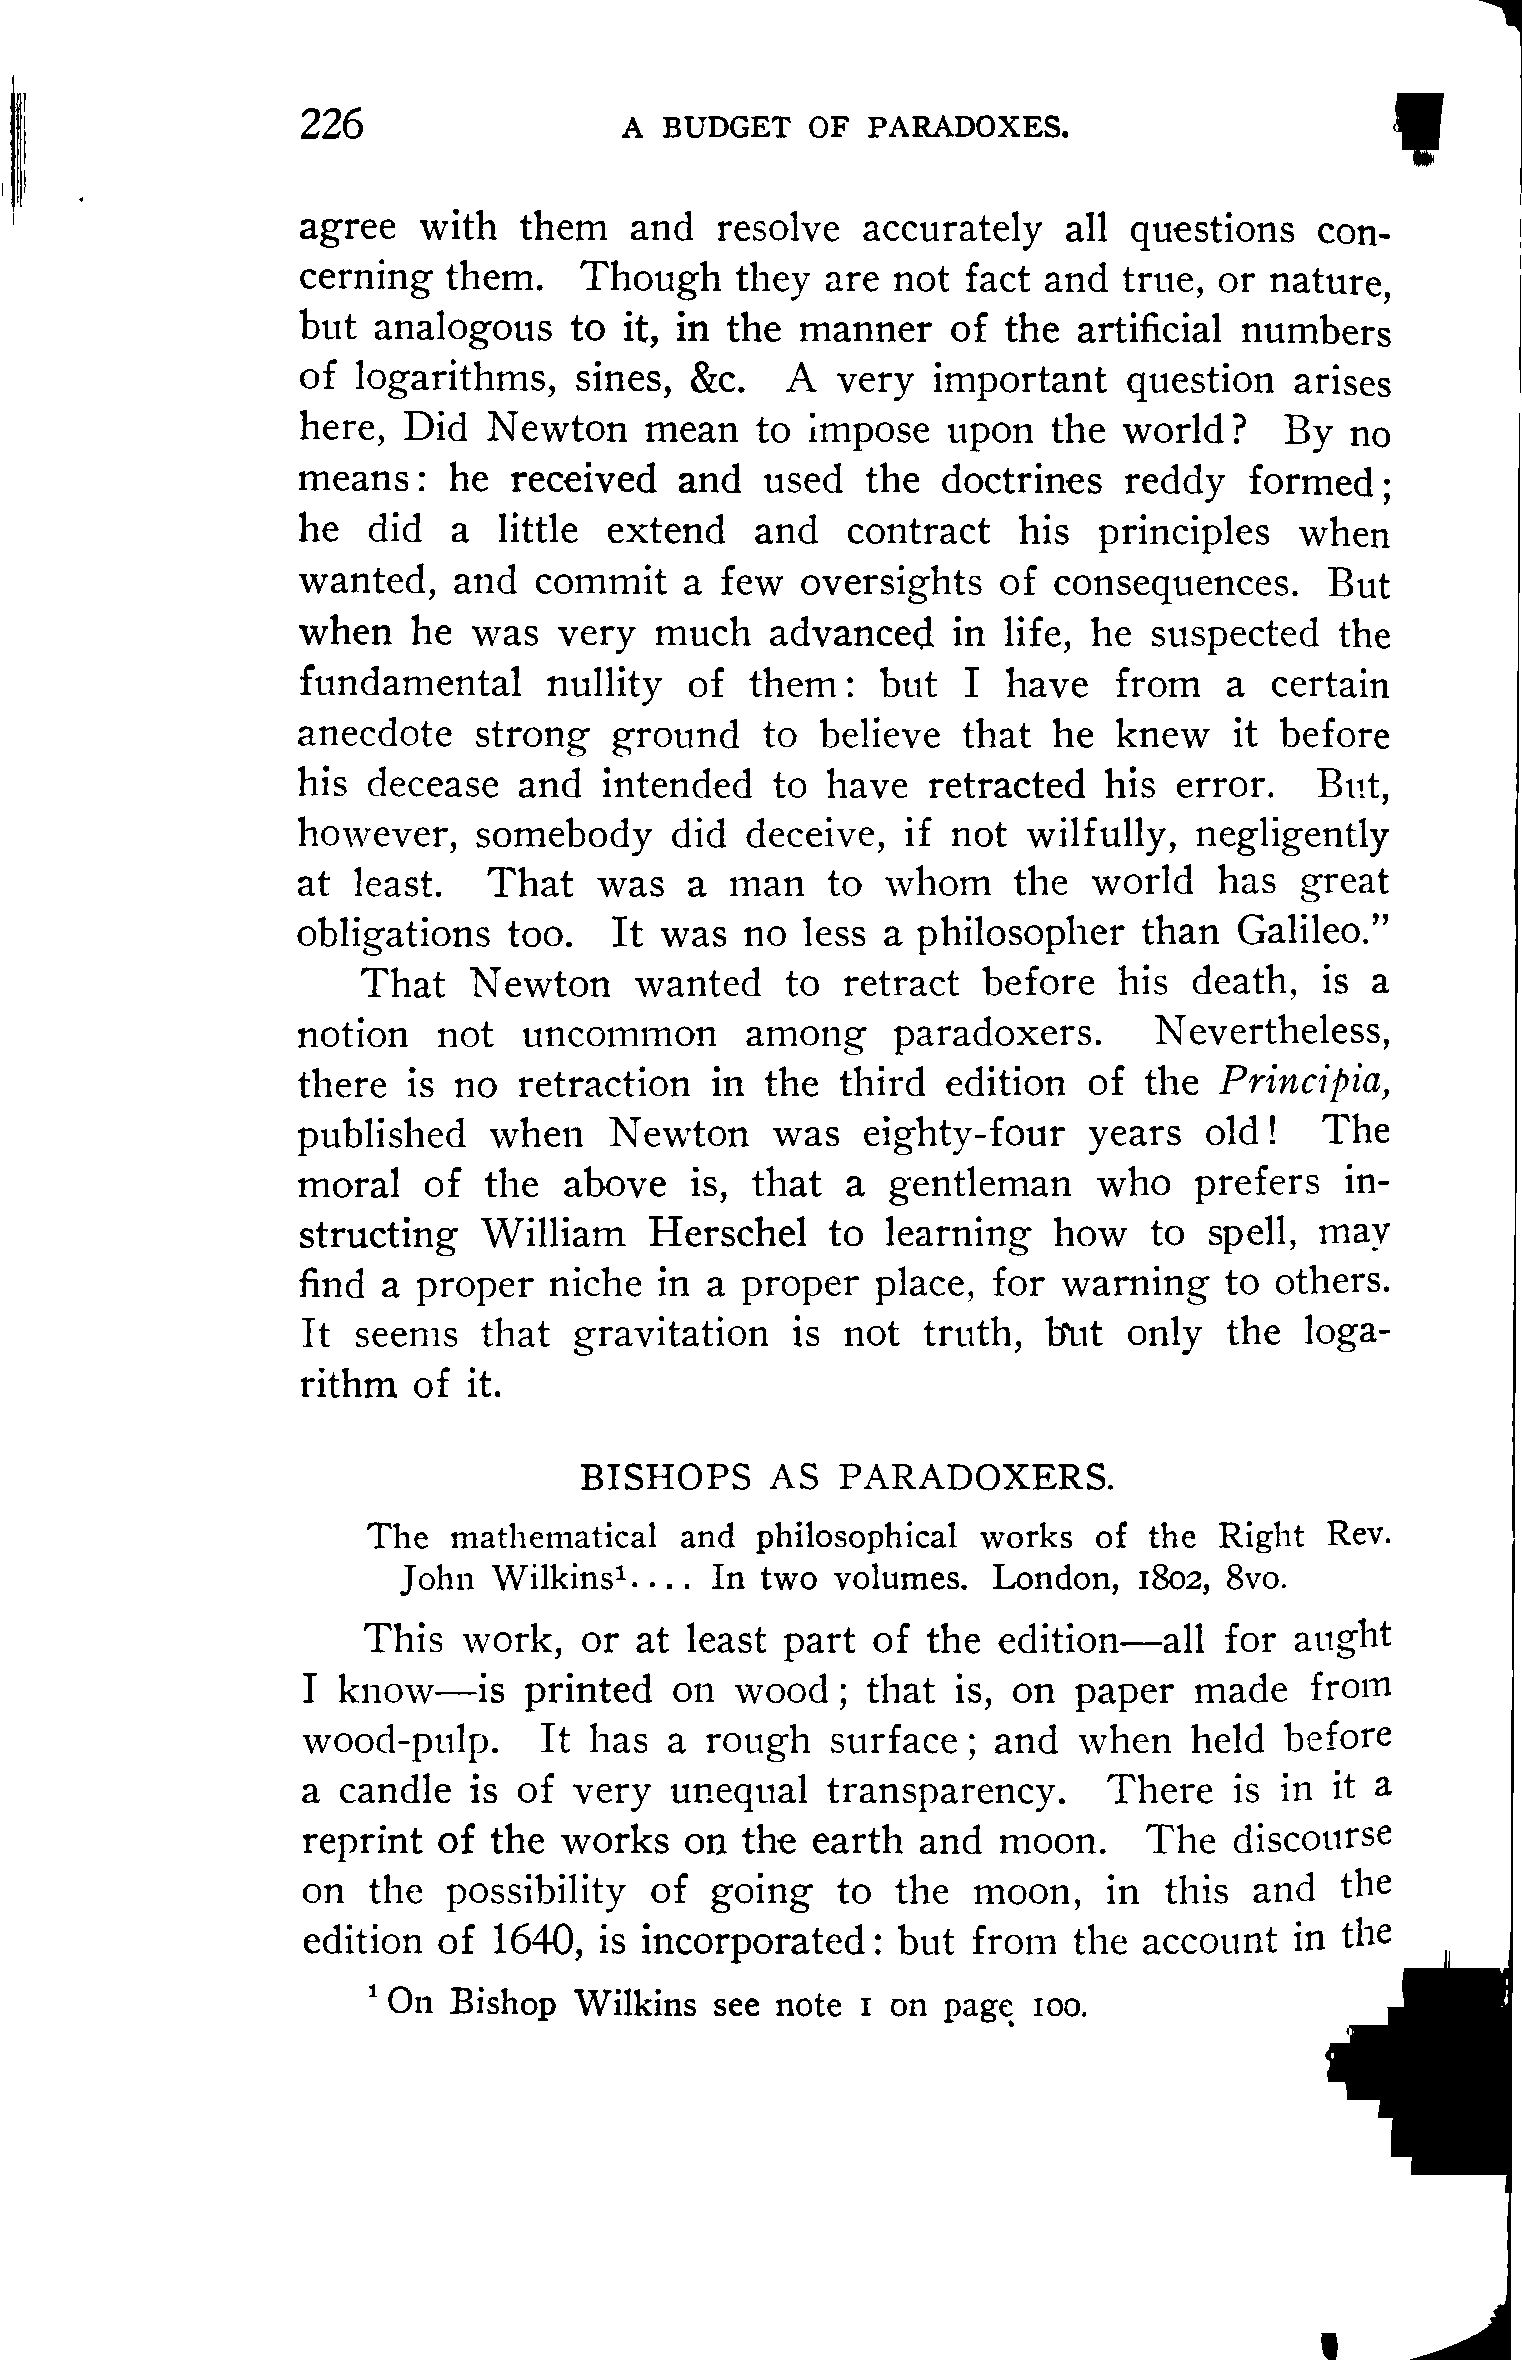 226 A BUDGET OF PARADOXES.
agree with them and resolve accurately all questions con-
cerning them. Though they are not fact and true, or nature,
but analogous to it, in the manner of the artificial numbers
of logarithms, sines, &c. A very important question arises
here, Did Newton mean to impose upon the world? By no
means: he received and used the doctrines reddy formed;
he did a little extend and contract his principles when
wanted, and commit a few oversights of consequences. But
when he was very much advanced in life, he suspected the
fundamental nullity of them: but I have from a certain
anecdote strong ground to believe that he knew it before
his decease and intended to have retracted his error. But,
however, somebody did deceive, if not wilfully, negligently
at least. That was a man to whom the world has great
obligations too. It was no less a philosopher than Galileo."
That Newton wanted to retract before his death, is a
notion not uncommon among paradoxers. Nevertheless,
there is no retraction in the third edition of the Principia,
published when Newton was eighty-four years old! The
moral of the above is, that a gentleman who prefers in-
structing William Herschel to learning how to spell, may
find a proper niche in a proper place, for warning to others.
It seems that gravitation is not truth, but only the loga-
rithm of it.
BISHOPS AS PARADOXERS.
The mathematical and philosophical works of the Right Rev.
John Wilkins¹.... In two volumes. London, 1802, 8vo.
This work, or at least part of the edition—all for aught
I know—is printed on wood; that is, on paper made from
wood-pulp. It has a rough surface; and when held before
a candle is of very unequal transparency. There is in it a
reprint of the works on the earth and moon. The discourse
on the possibility of going to the moon, in this and the
edition of 1640, is incorporated: but from the account in the
¹ On Bishop Wilkins see note 1 on page 100.